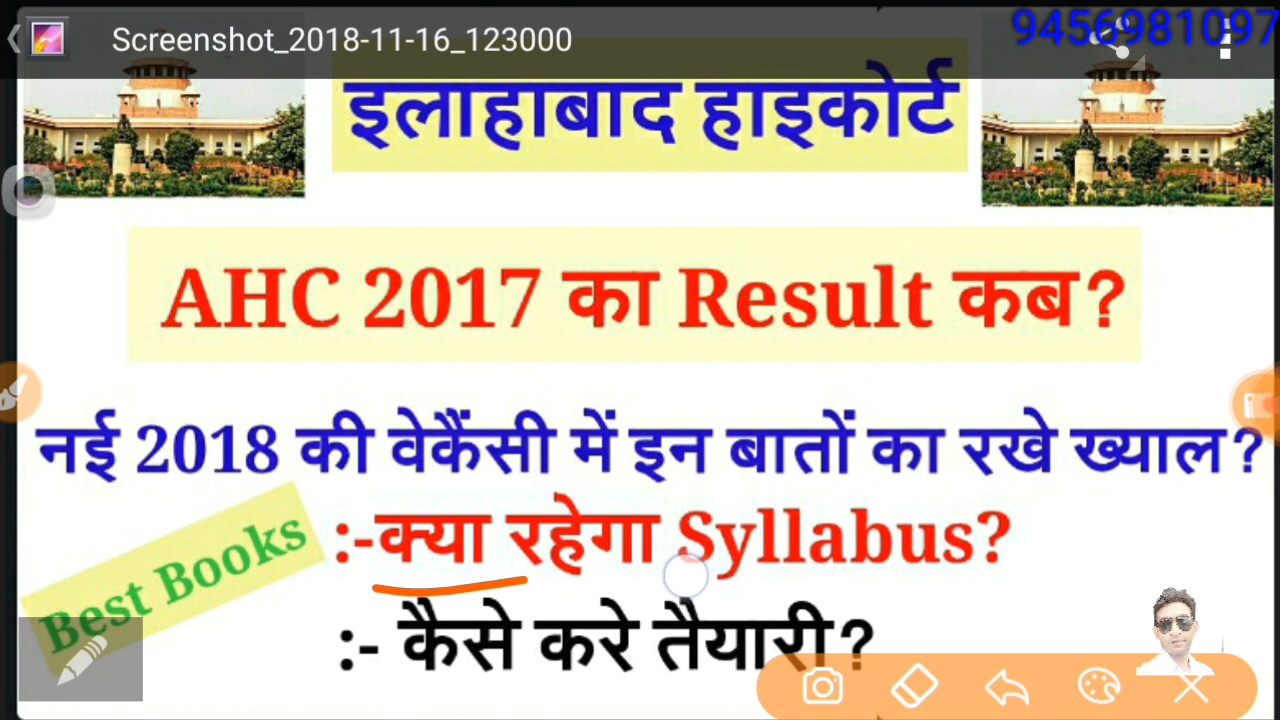 Screenshot_2018-11-16_123000
9456981097
इलाहाबाद हाइकोर्ट
AHC 2017 का Result कब?
नई 2018 की वेकैंसी में इन बातों का रखे ख्याल?
Best Books
:-क्या रहेगा Syllabus?
:- कैसे करे तैयारी?